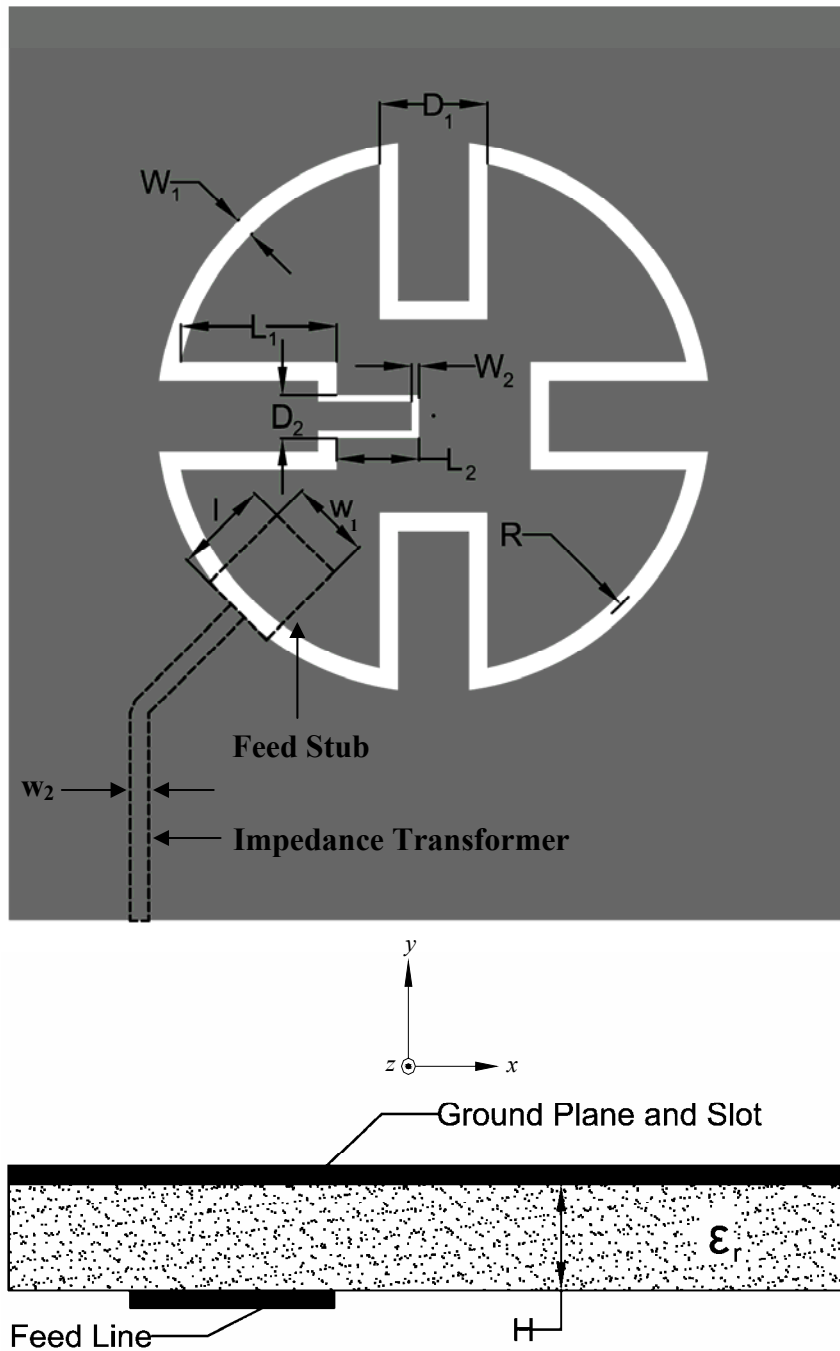 D₁
W₁
L₁
W₂
D₂
L₂
l
w₁
R
Feed Stub
w₂
Impedance Transformer
y
z
x
Ground Plane and Slot
εᵣ
Feed Line
H